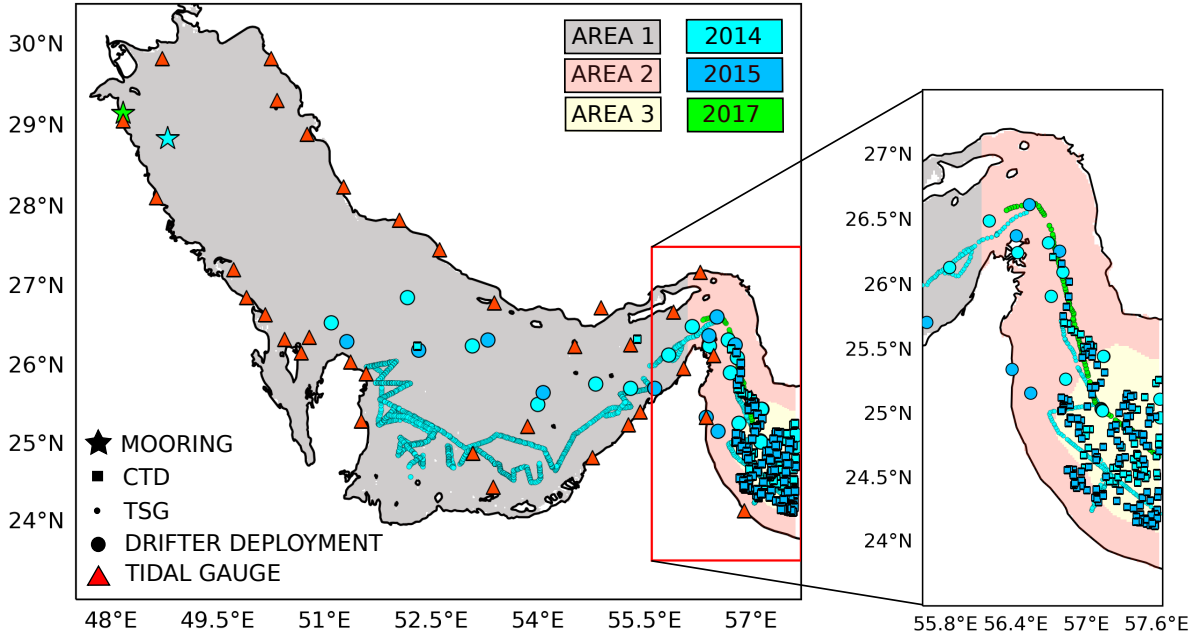 30°N
29°N
28°N
27°N
26°N
25°N
24°N
AREA 1
2014
AREA 2
2015
AREA 3
2017
MOORING
CTD
TSG
DRIFTER DEPLOYMENT
TIDAL GAUGE
48°E 49.5°E 51°E 52.5°E 54°E 55.5°E 57°E
27°N
26.5°N
26°N
25.5°N
25°N
24.5°N
24°N
55.8°E 56.4°E 57°E 57.6°E